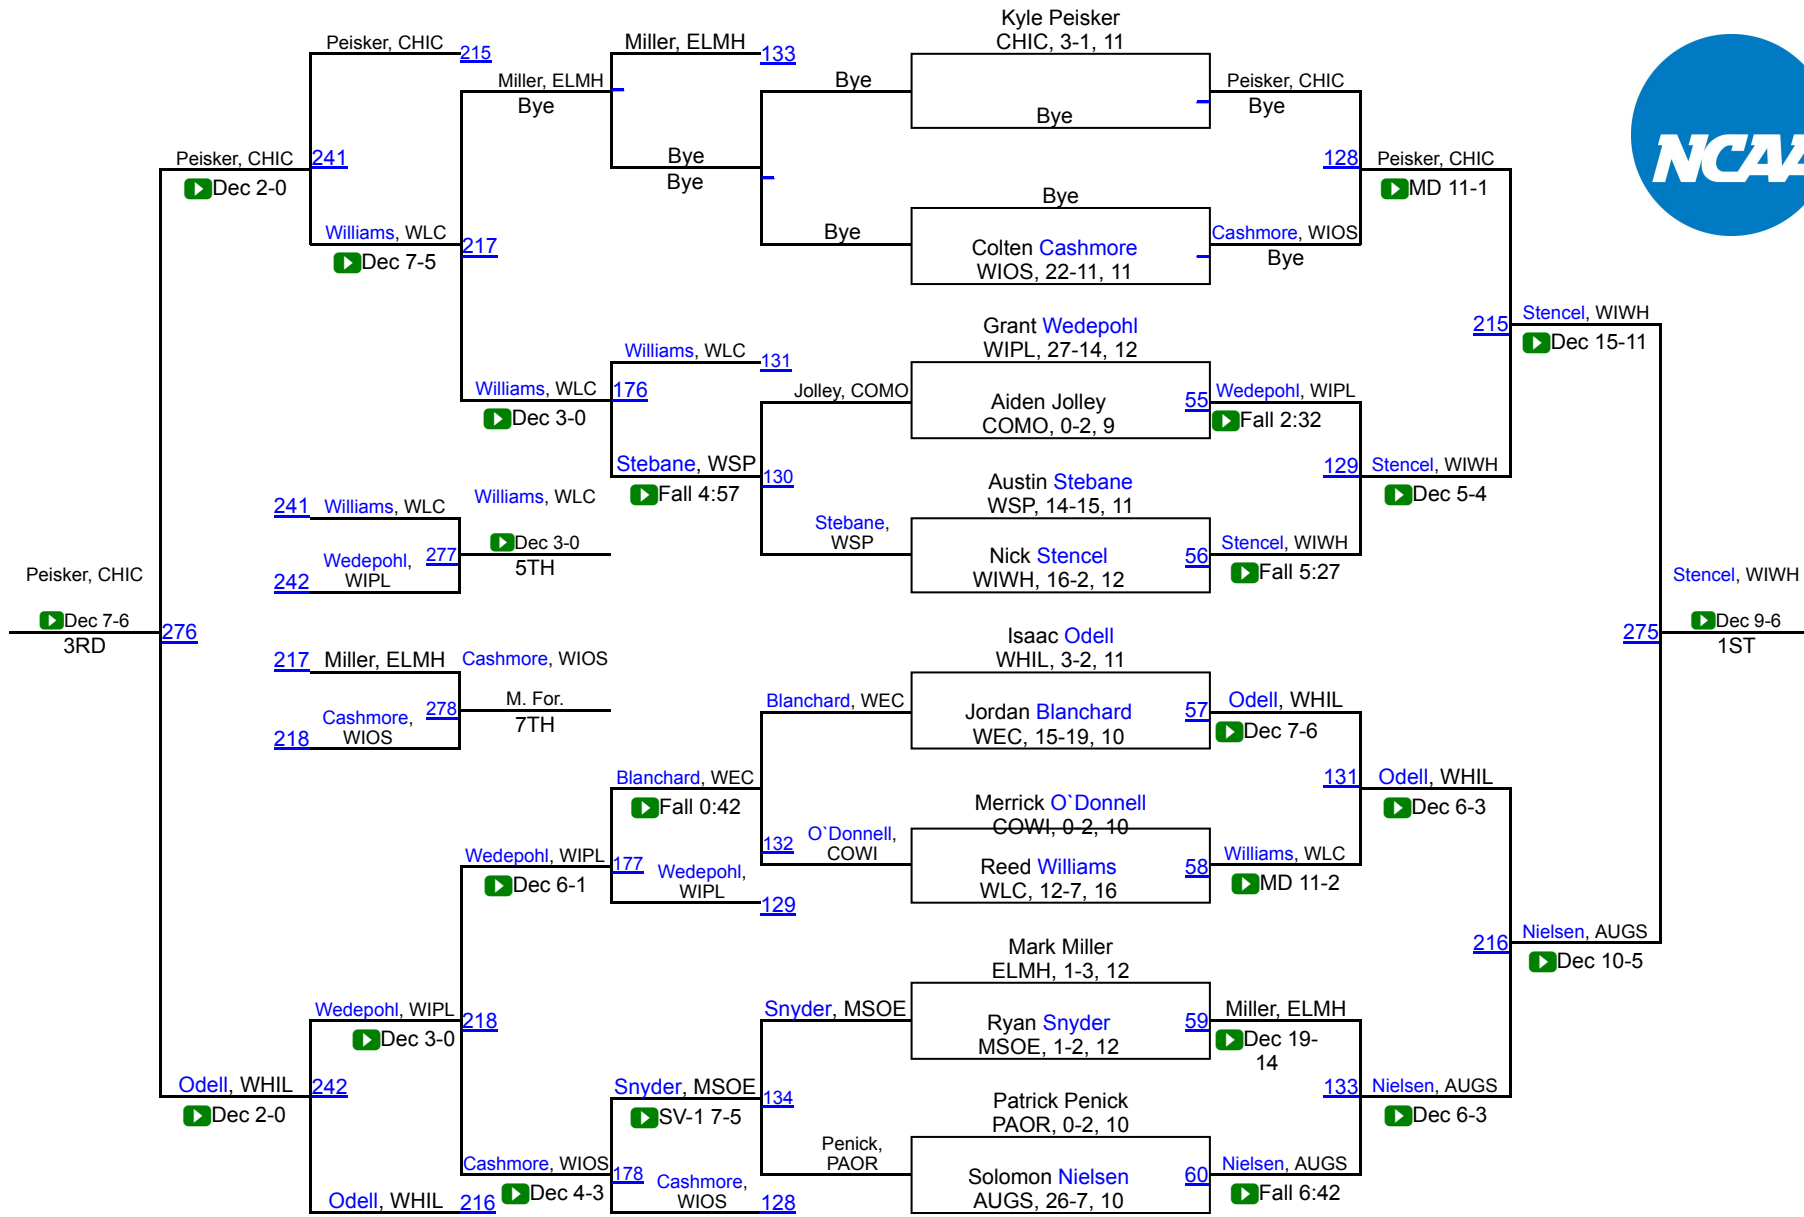 Kyle Peisker
CHIC, 3-1, 11
Peisker, CHIC
215
Miller, ELMH
133
Miller, ELMH
Bye
Bye
Bye
Peisker, CHIC
Bye
NCAA
Peisker, CHIC
241
Dec 2-0
Bye
Bye
128
Peisker, CHIC
MD 11-1
Bye
Williams, WLC
217
Dec 7-5
Bye
Colten Cashmore
WIOS, 22-11, 11
Cashmore, WIOS
Bye
Grant Wedepohl
WIPL, 27-14, 12
215
Stencel, WIWH
Dec 15-11
Williams, WLC
131
Williams, WLC
176
Dec 3-0
Jolley, COMO
Aiden Jolley
COMO, 0-2, 9
55
Wedepohl, WIPL
Fall 2:32
Stebane, WSP
130
Fall 4:57
Austin Stebane
WSP, 14-15, 11
129
Stencel, WIWH
Dec 5-4
241
Williams, WLC
Williams, WLC
Stebane,
WSP
Wedepohl,
WIPL
277
242
Dec 3-0
5TH
Nick Stencel
WIWH, 16-2, 12
56
Stencel, WIWH
Fall 5:27
Peisker, CHIC
Dec 7-6
3RD
276
Stencel, WIWH
275
Dec 9-6
1ST
Isaac Odell
WHIL, 3-2, 11
217
Miller, ELMH
Cashmore, WIOS
Cashmore,
WIOS
278
218
M. For.
7TH
Blanchard, WEC
Jordan Blanchard
WEC, 15-19, 10
57
Odell, WHIL
Dec 7-6
Blanchard, WEC
Fall 0:42
131
Odell, WHIL
Dec 6-3
Merrick O`Donnell
COWI, 0-2, 10
132
O`Donnell,
COWI
Wedepohl, WIPL
177
Dec 6-1
Wedepohl,
WIPL
129
Reed Williams
WLC, 12-7, 16
58
Williams, WLC
MD 11-2
Mark Miller
ELMH, 1-3, 12
216
Nielsen, AUGS
Dec 10-5
Wedepohl, WIPL
218
Dec 3-0
Snyder, MSOE
Ryan Snyder
MSOE, 1-2, 12
59
Miller, ELMH
Dec 19-
14
Odell, WHIL
242
Dec 2-0
Snyder, MSOE
134
SV-1 7-5
Patrick Penick
PAOR, 0-2, 10
133
Nielsen, AUGS
Dec 6-3
Penick,
PAOR
Cashmore, WIOS
178
Dec 4-3
Cashmore,
WIOS
128
Solomon Nielsen
AUGS, 26-7, 10
60
Nielsen, AUGS
Fall 6:42
Odell, WHIL
216